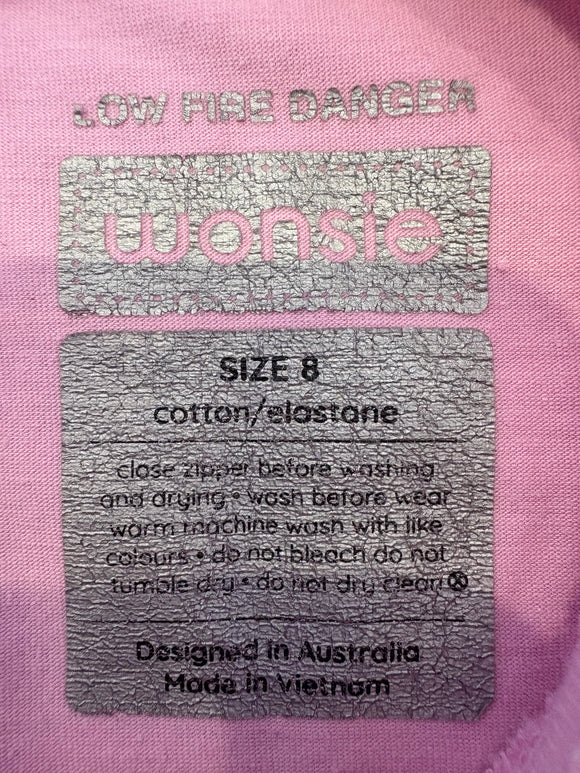 LOW FIRE DANGER
wonsie
SIZE 8
cotton/elastane
close zipper before washing
and drying • wash before wear
warm machine wash with like
colours • do not bleach do not
tumble dry • do not dry clean ⓧ
Designed in Australia
Made in Vietnam